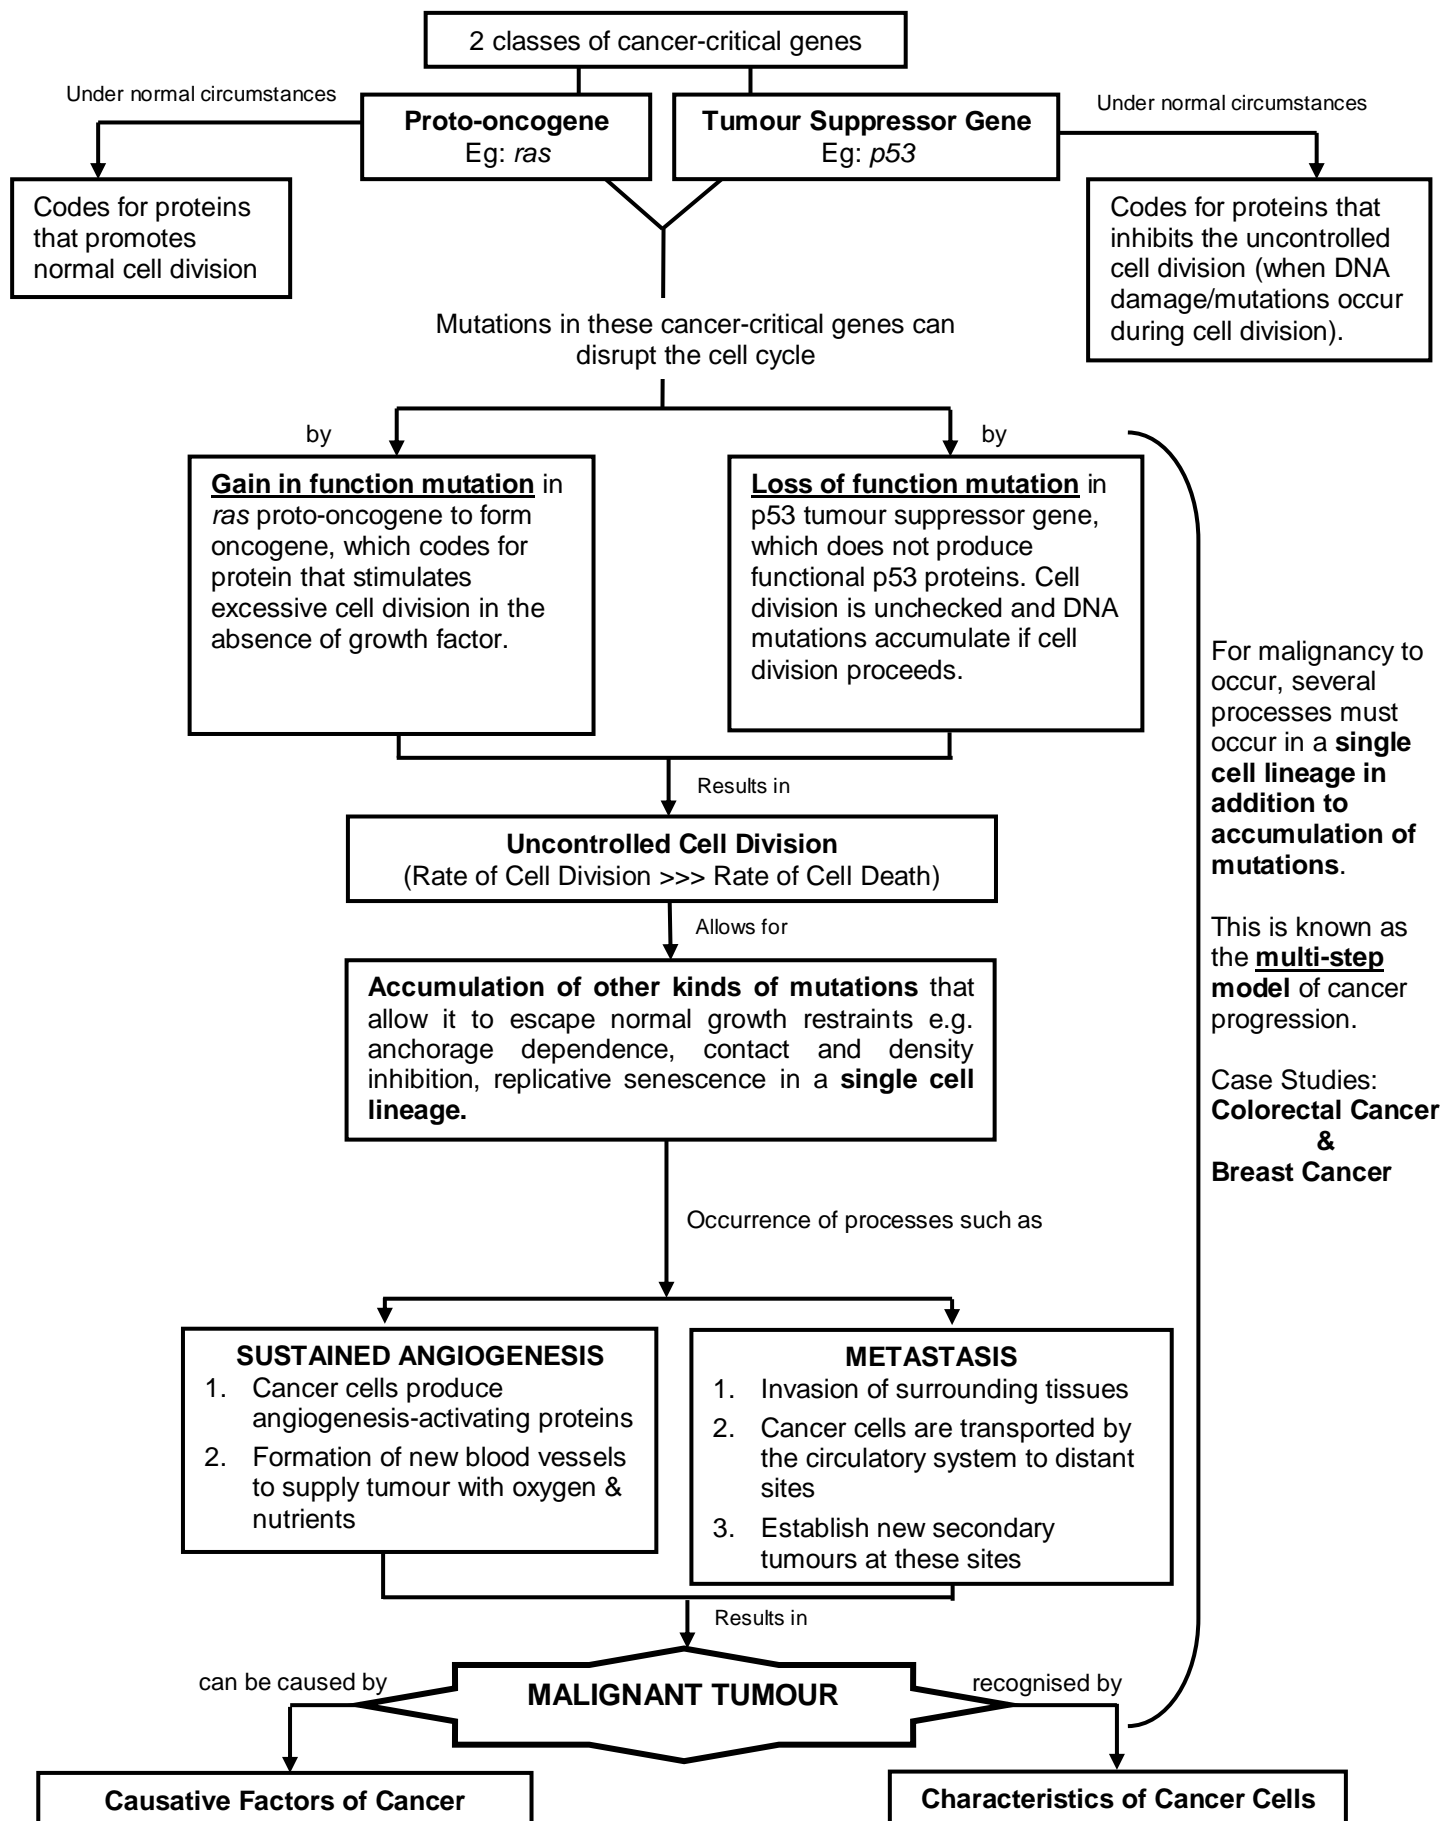 2 classes of cancer-critical genes
Under normal circumstances
Under normal circumstances
Proto-oncogene
Eg: ras
Tumour Suppressor Gene
Eg: p53
Codes for proteins
that promotes
normal cell division
Codes for proteins that
inhibits the uncontrolled
cell division (when DNA
damage/mutations occur
during cell division).
Mutations in these cancer-critical genes can
disrupt the cell cycle
by
by
Gain in function mutation in
ras proto-oncogene to form
oncogene, which codes for
protein that stimulates
excessive cell division in the
absence of growth factor.
Loss of function mutation in
p53 tumour suppressor gene,
which does not produce
functional p53 proteins. Cell
division is unchecked and DNA
mutations accumulate if cell
division proceeds.
For malignancy to
occur, several
processes must
occur in a single
cell lineage in
addition to
accumulation of
mutations.
This is known as
the multi-step
model of cancer
progression.
Case Studies:
Colorectal Cancer
&
Breast Cancer
Results in
Uncontrolled Cell Division
(Rate of Cell Division >>> Rate of Cell Death)
Allows for
Accumulation of other kinds of mutations that
allow it to escape normal growth restraints e.g.
anchorage dependence, contact and density
inhibition, replicative senescence in a single cell
lineage.
Occurrence of processes such as
SUSTAINED ANGIOGENESIS
1. Cancer cells produce
angiogenesis-activating proteins
2. Formation of new blood vessels
to supply tumour with oxygen &
nutrients
METASTASIS
1. Invasion of surrounding tissues
2. Cancer cells are transported by
the circulatory system to distant
sites
3. Establish new secondary
tumours at these sites
Results in
can be caused by
MALIGNANT TUMOUR
recognised by
Causative Factors of Cancer
Characteristics of Cancer Cells